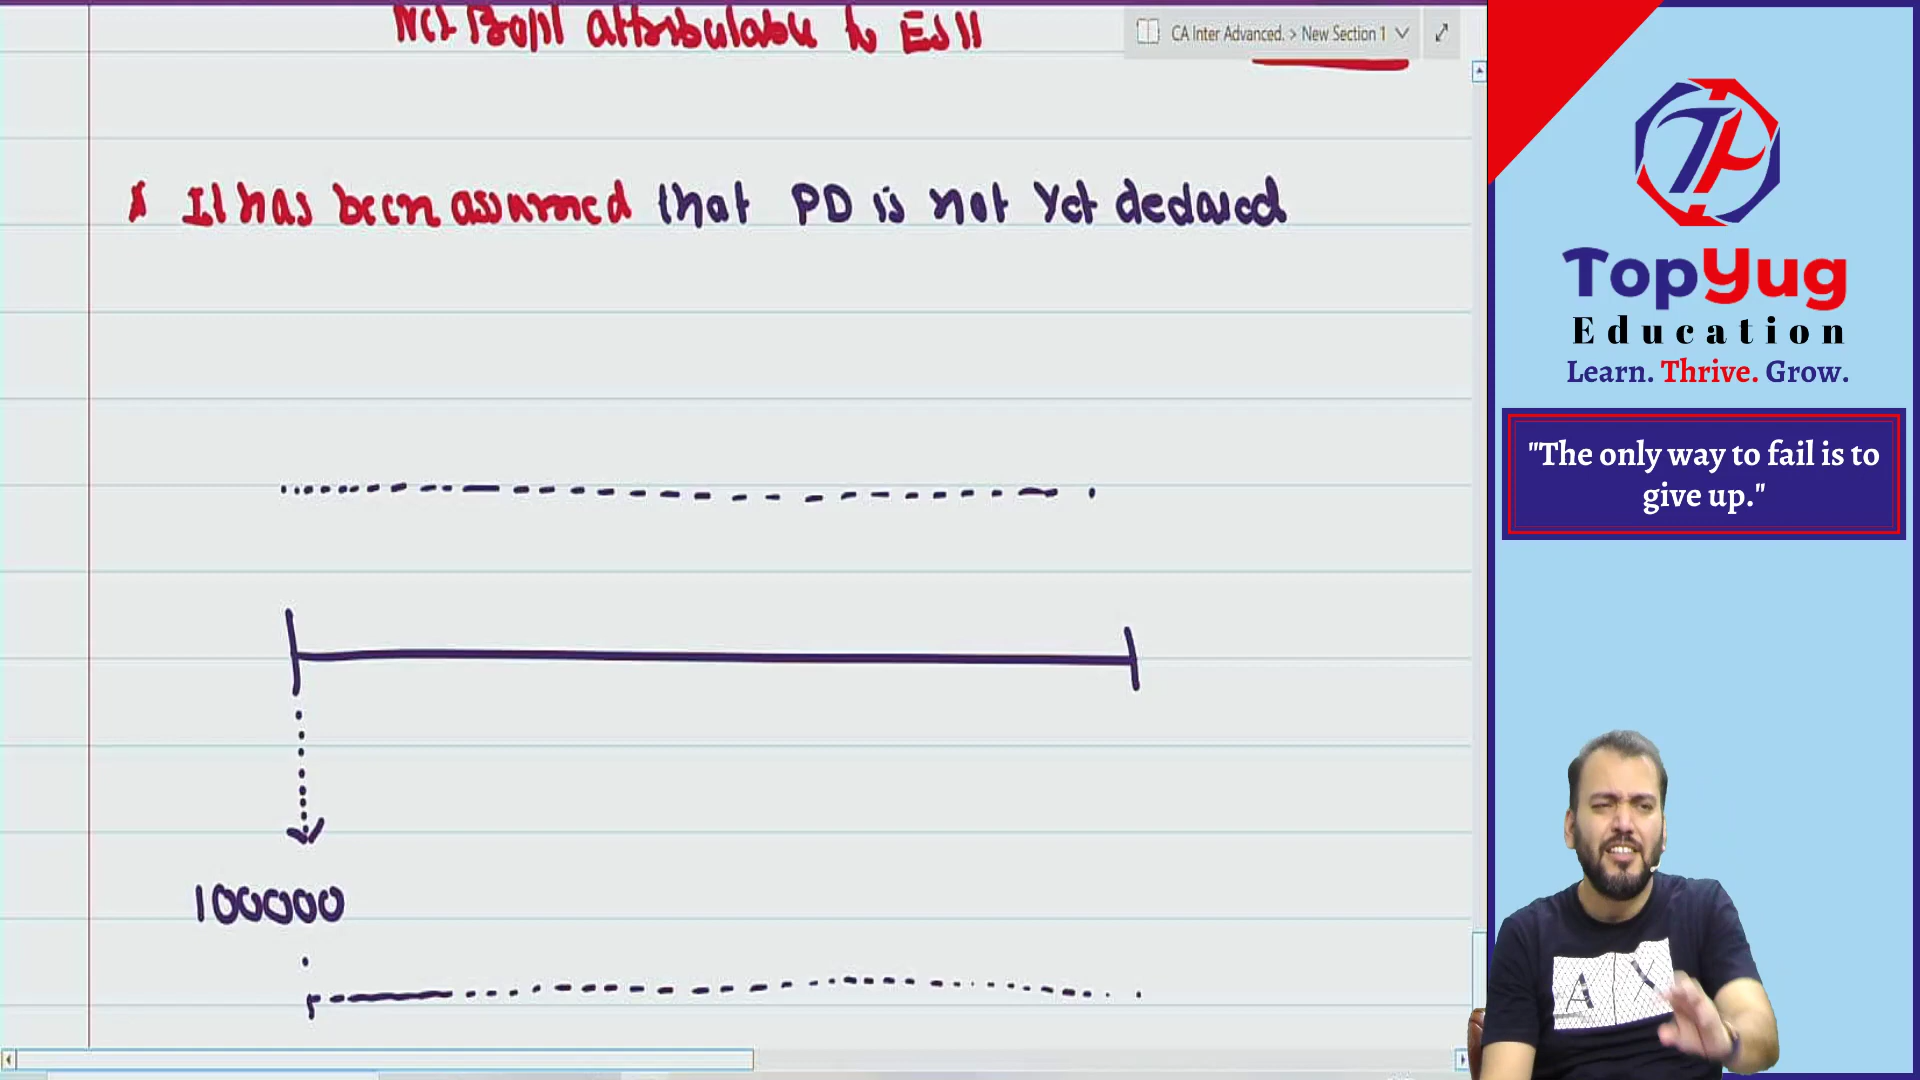 Net Profit attributable to ESH
CA Inter Advanced. > New Section 1
* It has been assumed that PD is not yet declared
100000
TopYug
Education
Learn. Thrive. Grow.
"The only way to fail is to
give up."
A X